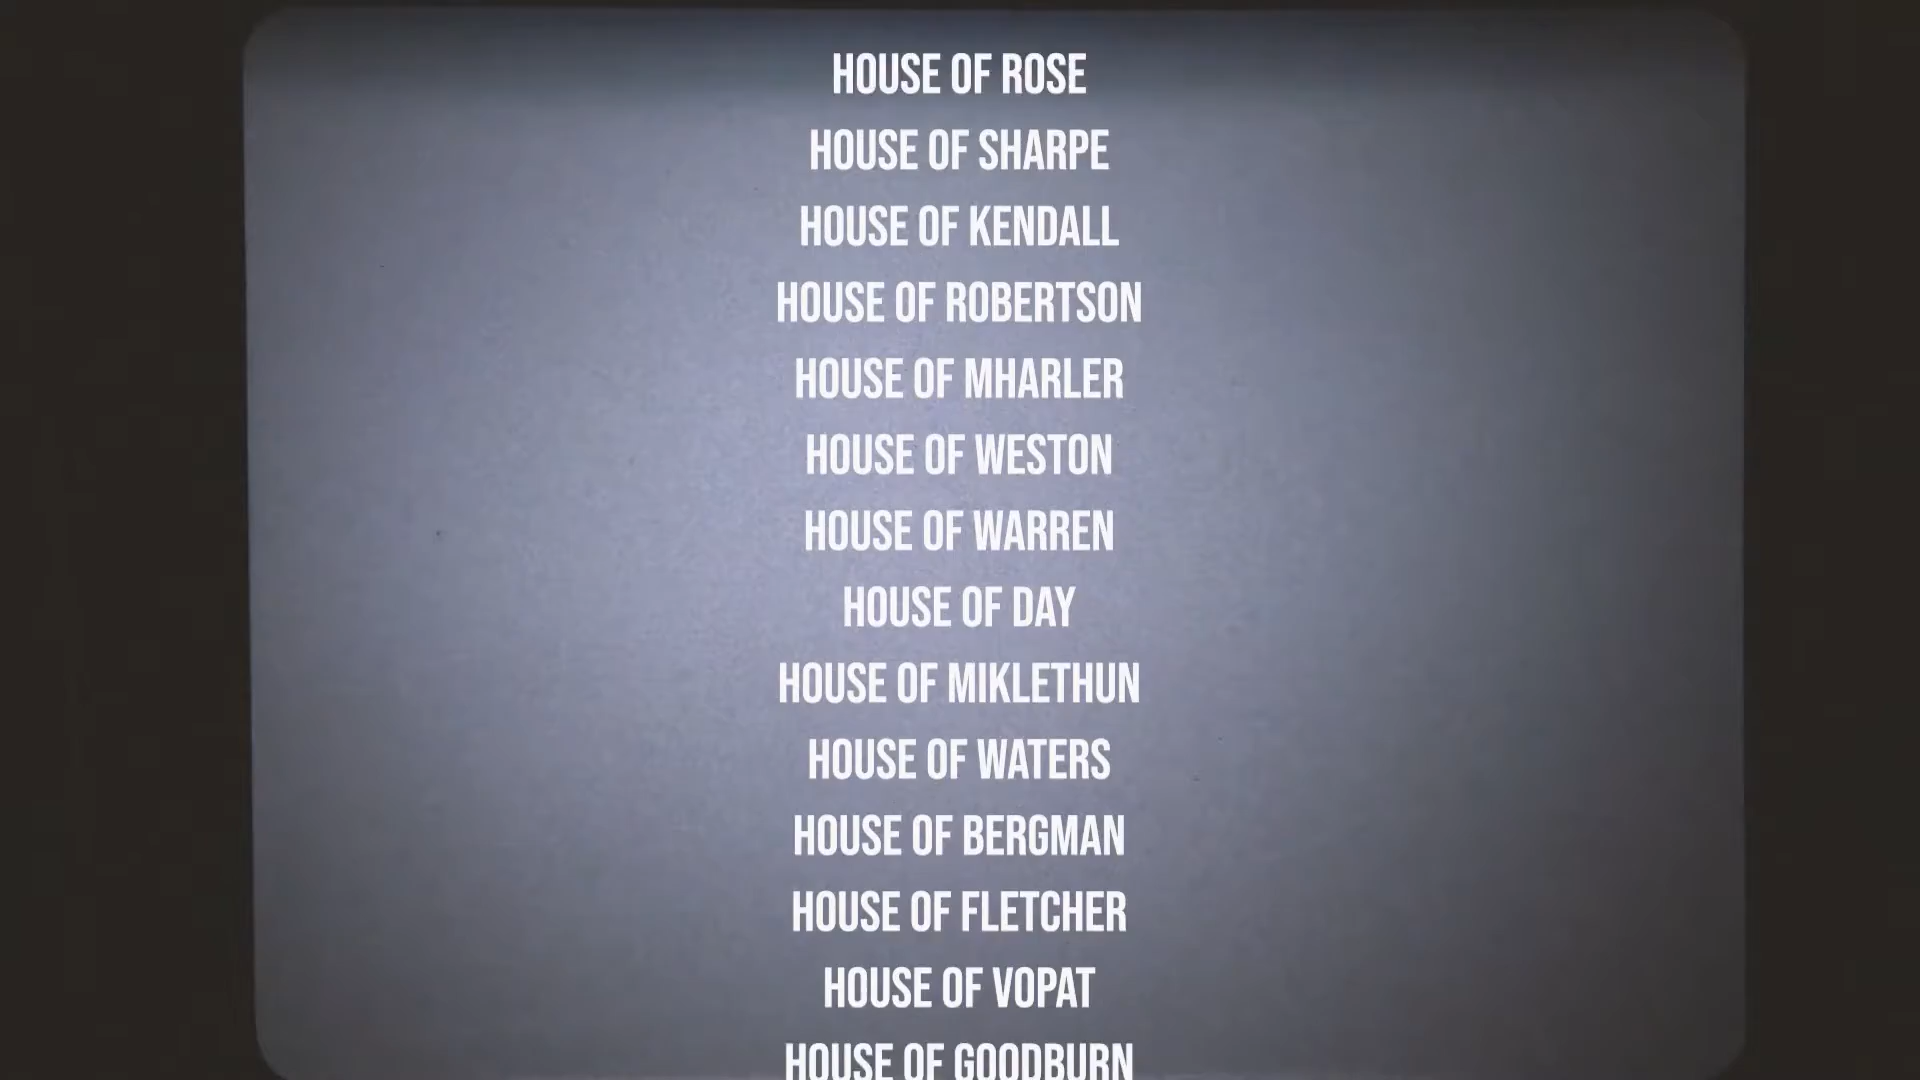 HOUSE OF ROSE
HOUSE OF SHARPE
HOUSE OF KENDALL
HOUSE OF ROBERTSON
HOUSE OF MHARLER
HOUSE OF WESTON
HOUSE OF WARREN
HOUSE OF DAY
HOUSE OF MIKLETHUN
HOUSE OF WATERS
HOUSE OF BERGMAN
HOUSE OF FLETCHER
HOUSE OF VOPAT
HOUSE OF GOODBURN